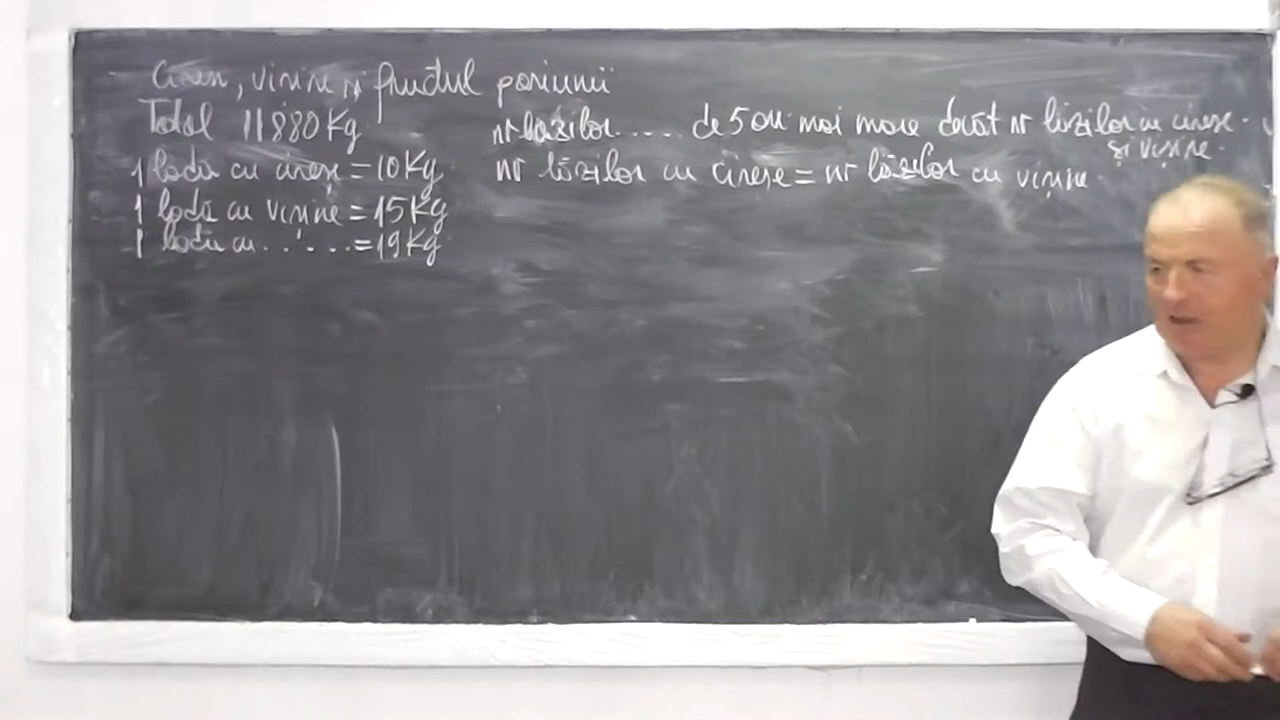 Cireșe, vișine și fructul pasiunii
Total 11880 Kg
1 ladă cu cireșe = 10 Kg
1 ladă cu vișine = 15 Kg
1 ladă cu ..... = 19 Kg
nr lăzilor ..... de 5 ori mai mare decât nr lăzilor cu cireșe
și vișine.
nr lăzilor cu cireșe = nr lăzilor cu vișine